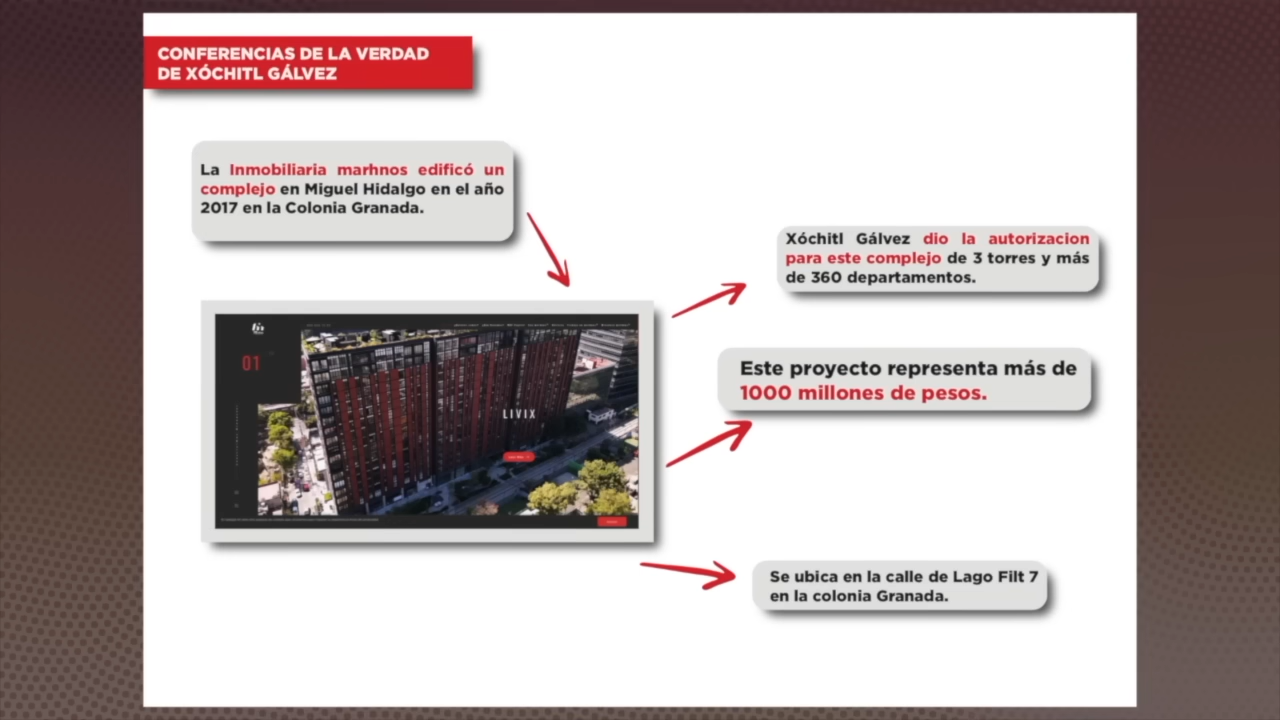 CONFERENCIAS DE LA VERDAD
DE XÓCHITL GÁLVEZ
La Inmobiliaria marhnos edificó un
complejo en Miguel Hidalgo en el año
2017 en la Colonia Granada.
Xóchitl Gálvez dio la autorizacion
para este complejo de 3 torres y más
de 360 departamentos.
01
LIVIX
Este proyecto representa más de
1000 millones de pesos.
Se ubica en la calle de Lago Filt 7
en la colonia Granada.